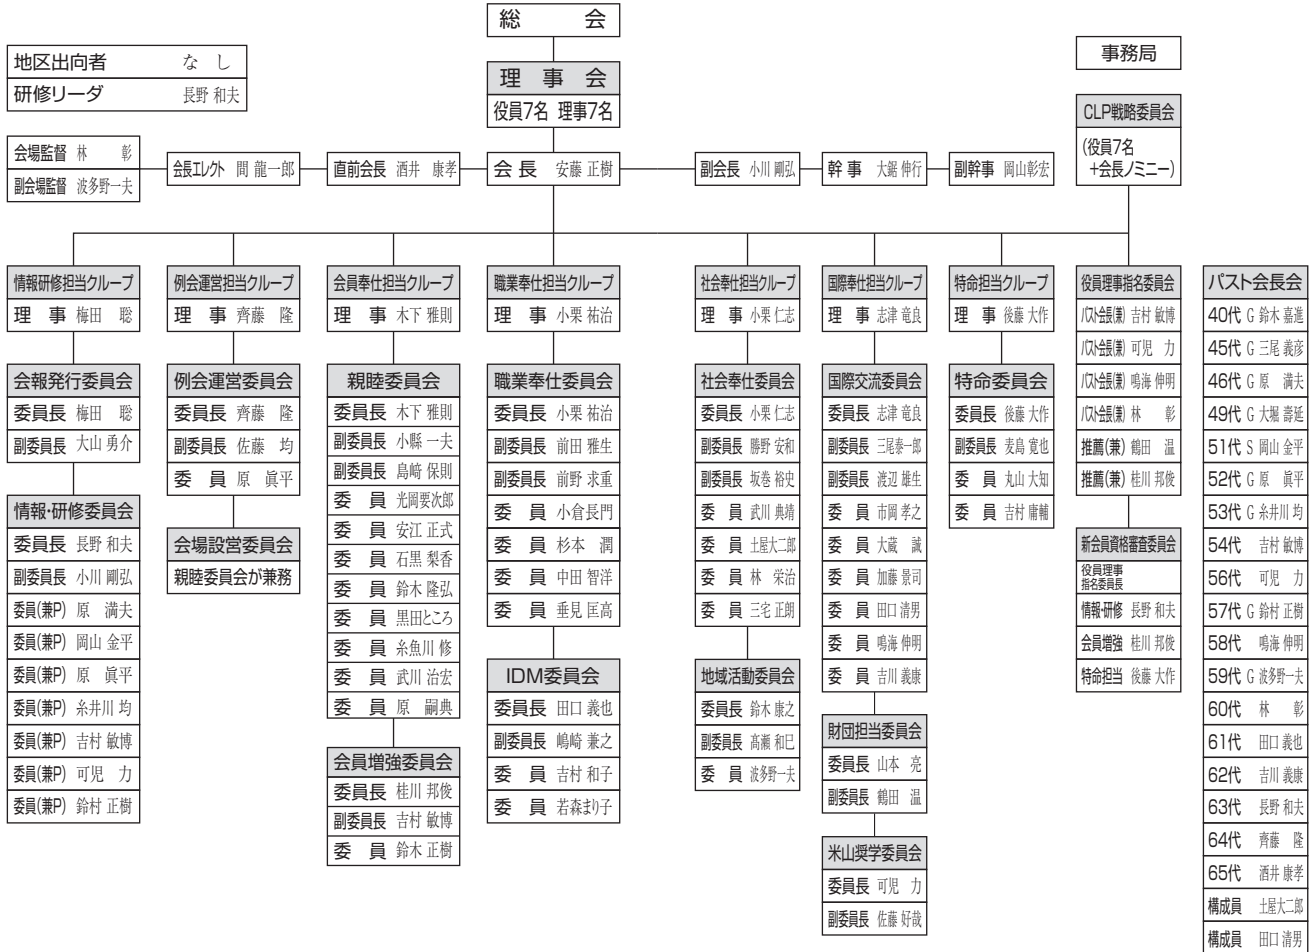 総 会
地区出向者 な し
研修リーダ 長野 和夫
理 事 会
役員7名 理事7名
事務局
CLP戦略委員会
(役員7名
+会長ノミニー)
会場監督 林 彰
副会場監督 波多野一夫
会長エレクト 間 龍一郎
直前会長 酒井 康孝
会 長 安藤 正樹
副会長 小川 剛弘
幹 事 大鋸 伸行
副幹事 岡山彰宏
情報研修担当クループ
理 事 梅田 聡
会報発行委員会
委員長 梅田 聡
副委員長 大山 勇介
情報・研修委員会
委員長 長野 和夫
副委員長 小川 剛弘
委員(兼P) 原 満夫
委員(兼P) 岡山 金平
委員(兼P) 原 眞平
委員(兼P) 糸井川 均
委員(兼P) 吉村 敏博
委員(兼P) 可児 力
委員(兼P) 鈴村 正樹
例会運営担当クループ
理 事 齊藤 隆
例会運営委員会
委員長 齊藤 隆
副委員長 佐藤 均
委 員 原 眞平
会場設営委員会
親睦委員会が兼務
会員奉仕担当クループ
理 事 木下 雅則
親睦委員会
委員長 木下 雅則
副委員長 小縣 一夫
副委員長 島﨑 保則
委 員 光岡要次郎
委 員 安江 正式
委 員 石黒 梨香
委 員 鈴木 隆弘
委 員 黒田ところ
委 員 糸魚川 修
委 員 武川 治宏
委 員 原 嗣典
会員増強委員会
委員長 桂川 邦俊
副委員長 吉村 敏博
委 員 鈴木 正樹
職業奉仕担当クループ
理 事 小栗 祐治
職業奉仕委員会
委員長 小栗 祐治
副委員長 前田 雅生
副委員長 前野 求重
委 員 小倉長門
委 員 杉本 潤
委 員 中田 智洋
委 員 垂見 匡高
IDM委員会
委員長 田口 義也
副委員長 嶋崎 兼之
委 員 吉村 和子
委 員 若森まり子
社会奉仕担当クループ
理 事 小栗 仁志
社会奉仕委員会
委員長 小栗 仁志
副委員長 勝野 安和
副委員長 坂巻 裕史
委 員 武川 典靖
委 員 土屋大二郎
委 員 林 栄治
委 員 三宅 正朗
地域活動委員会
委員長 鈴木 康之
副委員長 髙瀬 和巳
委 員 波多野一夫
国際奉仕担当クループ
理 事 志津 竜良
国際交流委員会
委員長 志津 竜良
副委員長 三尾泰一郎
副委員長 渡辺 雄生
委 員 市岡 孝之
委 員 大蔵 誠
委 員 加藤 景司
委 員 田口 清男
委 員 鳴海 伸明
委 員 吉川 義康
財団担当委員会
委員長 山本 亮
副委員長 鶴田 温
米山奨学委員会
委員長 可児 力
副委員長 佐藤 好哉
特命担当クループ
理 事 後藤 大作
特命委員会
委員長 後藤 大作
副委員長 麦島 寛也
委 員 丸山 大知
委 員 吉村 庸輔
役員理事指名委員会
パスト会長(兼) 吉村 敏博
パスト会長(兼) 可児 力
パスト会長(兼) 鳴海 伸明
パスト会長(兼) 林 彰
推薦(兼) 鶴田 温
推薦(兼) 桂川 邦俊
新会員資格審査委員会
役員理事
指名委員長
情報・研修 長野 和夫
会員増強 桂川 邦俊
特命担当 後藤 大作
パスト会長会
40代 G 鈴木 嘉進
45代 G 三尾 義彦
46代 G 原 満夫
49代 G 大堀 壽延
51代 S 岡山 金平
52代 G 原 眞平
53代 G 糸井川 均
54代 吉村 敏博
56代 可児 力
57代 G 鈴村 正樹
58代 鳴海 伸明
59代 G 波多野一夫
60代 林 彰
61代 田口 義也
62代 吉川 義康
63代 長野 和夫
64代 齊藤 隆
65代 酒井 康孝
構成員 土屋大二郎
構成員 田口 清男